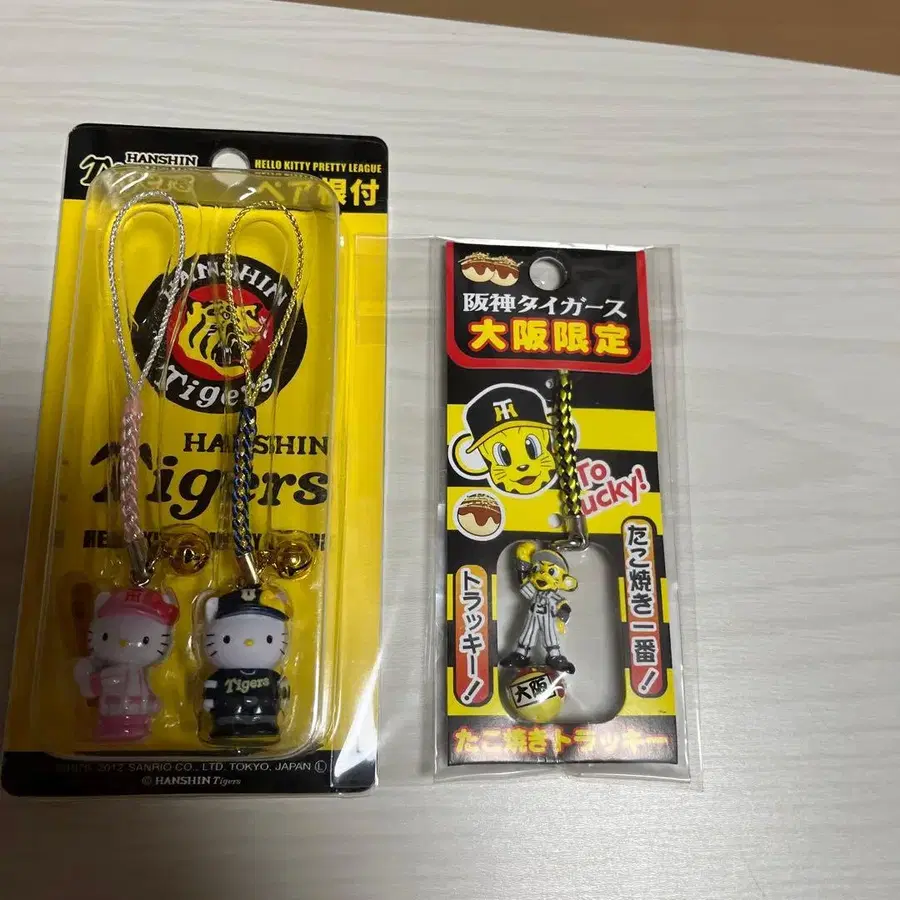 HANSHIN
HELLO KITTY PRETTY LEAGUE
ペア根付
HANSHIN
Tigers
HANSHIN
Tigers
Tigers
2012 SANRIO CO., LTD. TOKYO, JAPAN Ⓛ
© HANSHIN Tigers
阪神タイガース
大阪限定
To
Lucky!
たこ焼き一番!
トラッキー!
大阪
たこ焼きトラッキー